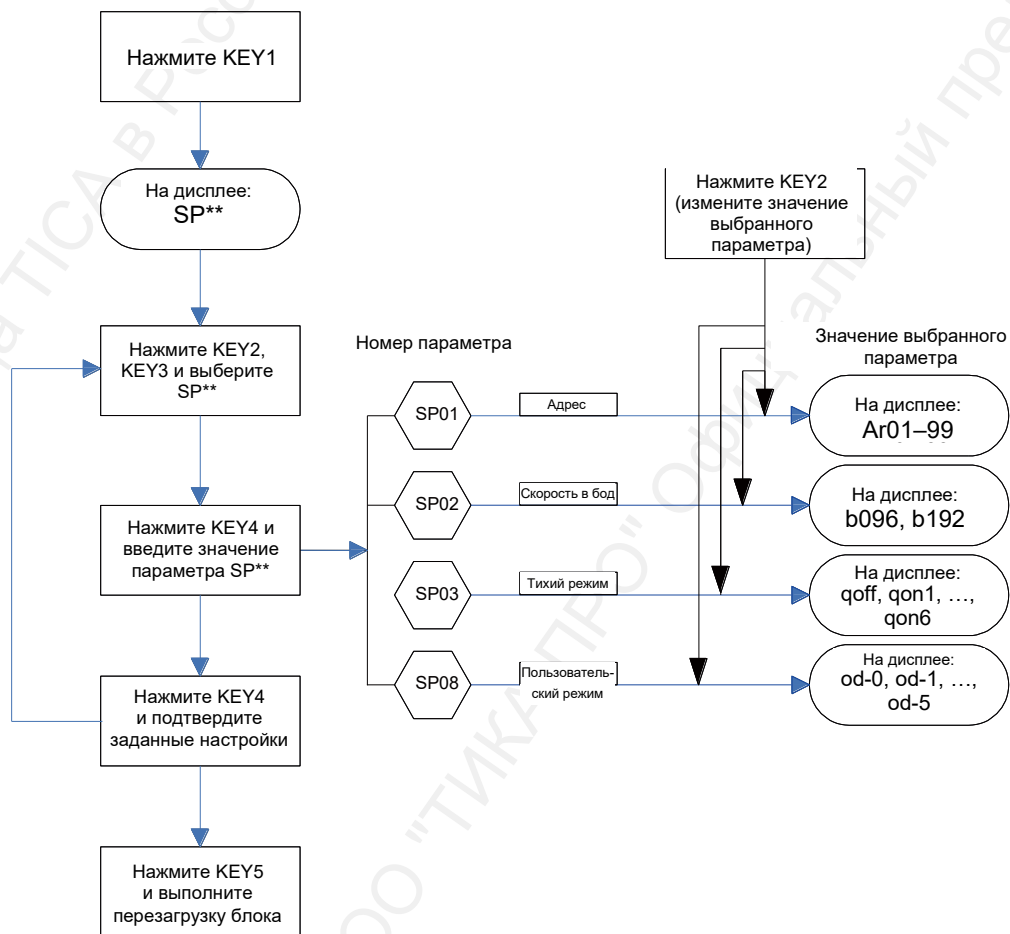 Нажмите KEY1
На дисплее:
SP**
Нажмите KEY2,
KEY3 и выберите
SP**
Нажмите KEY4 и
введите значение
параметра SP**
Нажмите KEY4
и подтвердите
заданные настройки
Нажмите KEY5
и выполните
перезагрузку блока
Нажмите KEY2
(измените значение
выбранного
параметра)
Номер параметра
Значение выбранного
параметра
SP01
Адрес
На дисплее:
Ar01–99
SP02
Скорость в бод
На дисплее:
b096, b192
SP03
Тихий режим
На дисплее:
qoff, qon1, …,
qon6
SP08
Пользователь-
ский режим
На дисплее:
od-0, od-1, …,
od-5
TICA в
"ТИКА ПРО"